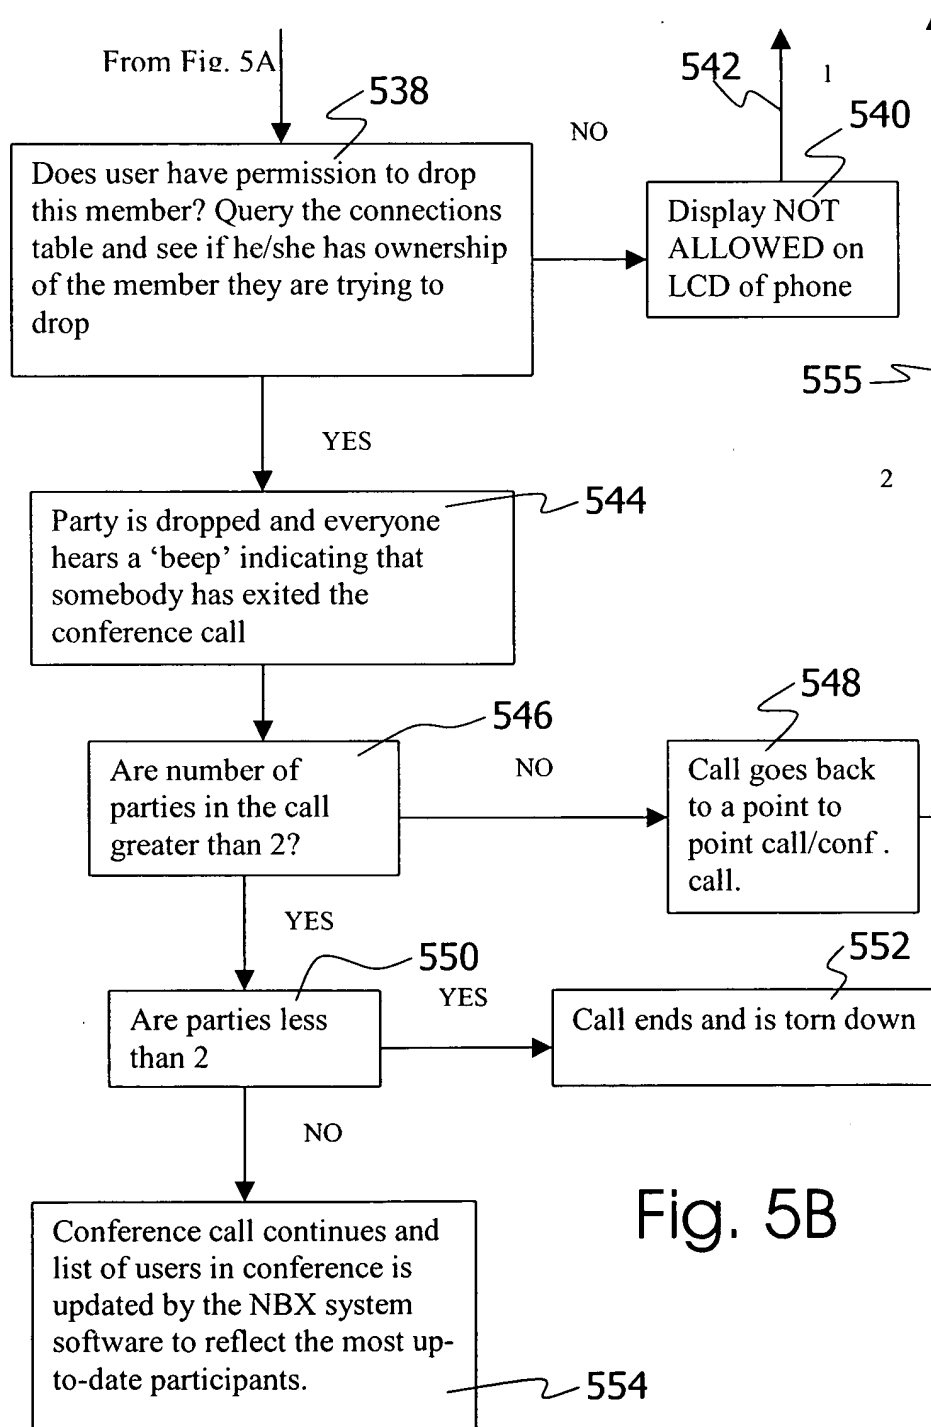 From Fig. 5A
538
Does user have permission to drop
this member? Query the connections
table and see if he/she has ownership
of the member they are trying to
drop
NO
542
1
540
Display NOT
ALLOWED on
LCD of phone
555
2
YES
544
Party is dropped and everyone
hears a ‘beep’ indicating that
somebody has exited the
conference call
546
Are number of
parties in the call
greater than 2?
NO
548
Call goes back
to a point to
point call/conf .
call.
YES
550
Are parties less
than 2
YES
552
Call ends and is torn down
NO
Conference call continues and
list of users in conference is
updated by the NBX system
software to reflect the most up-
to-date participants.
554
Fig. 5B